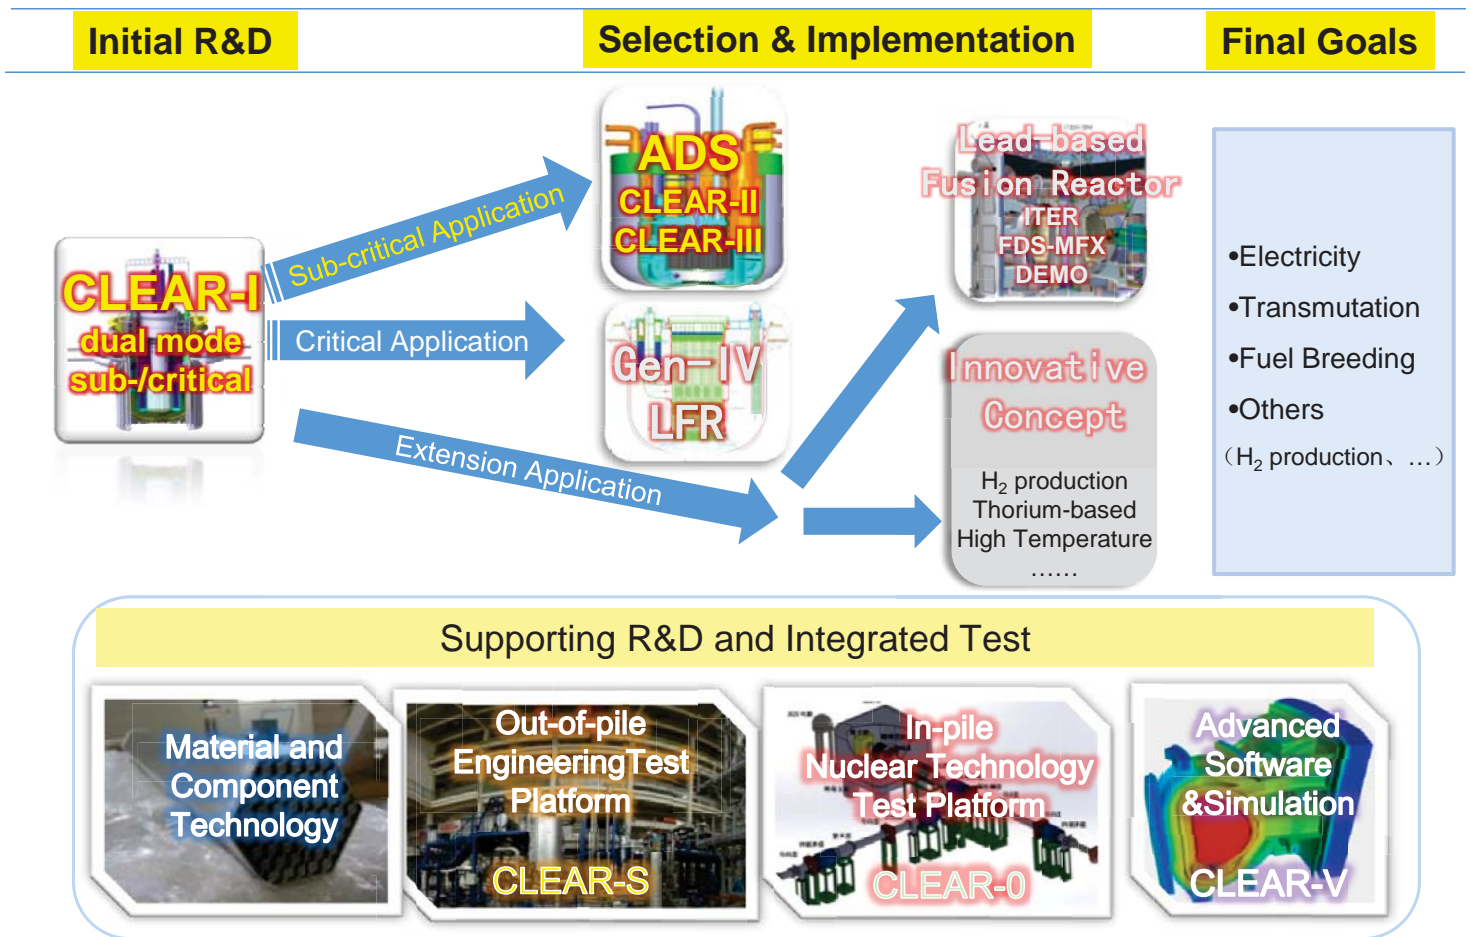 Initial R&D
Selection & Implementation
Final Goals
CLEAR-I
dual mode
sub-/critical
Sub-critical Application
Critical Application
Extension Application
ADS
CLEAR-II
CLEAR-III
Gen-IV
LFR
Lead-based
Fusion Reactor
ITER
FDS-MFX
DEMO
Innovative
Concept
H₂ production
Thorium-based
High Temperature
……
•Electricity
•Transmutation
•Fuel Breeding
•Others
（H₂ production、…）
Supporting R&D and Integrated Test
Material and
Component
Technology
Out-of-pile
EngineeringTest
Platform
CLEAR-S
In-pile
Nuclear Technology
Test Platform
CLEAR-0
Advanced
Software
&Simulation
CLEAR-V